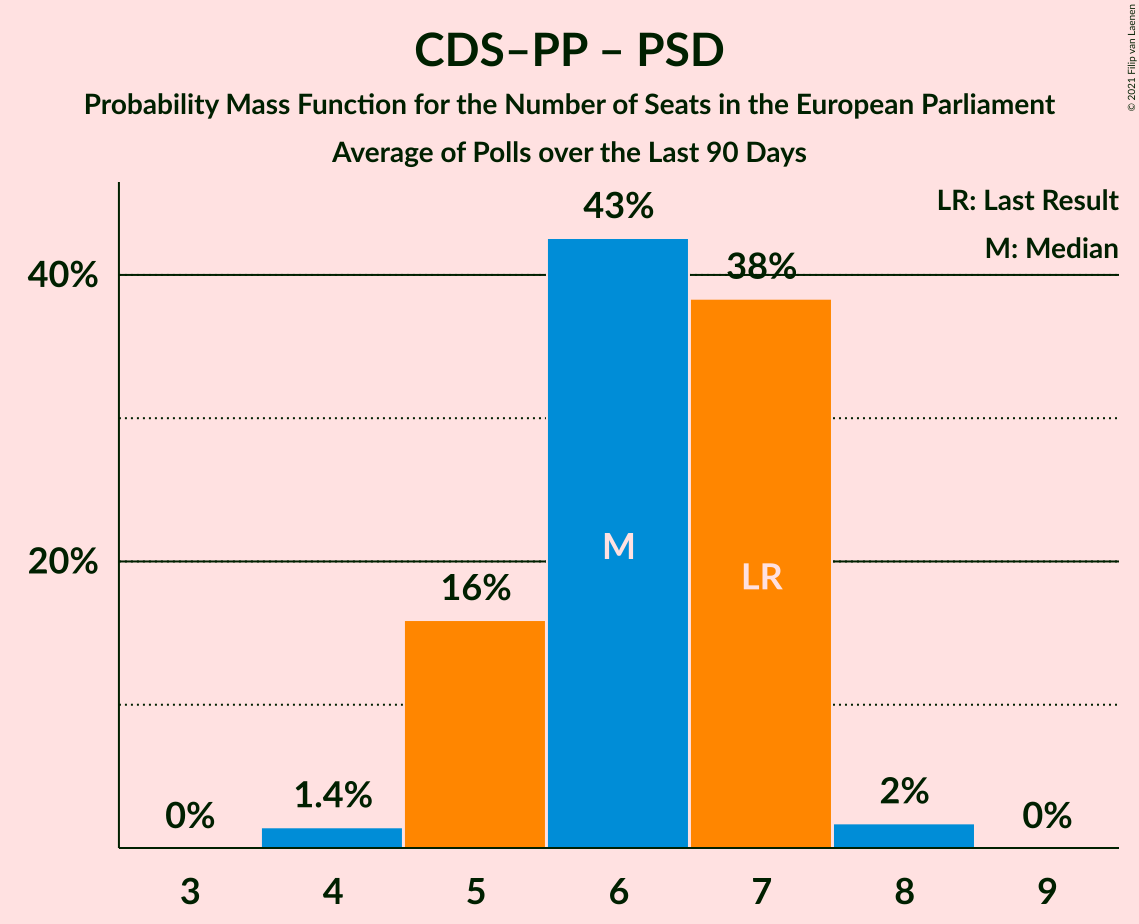 CDS–PP – PSD
Probability Mass Function for the Number of Seats in the European Parliament
Average of Polls over the Last 90 Days
© 2021 Filip van Laenen
LR: Last Result
M: Median
43%
38%
40%
M
LR
20%
16%
1.4%
2%
0%
0%
3 4 5 6 7 8 9